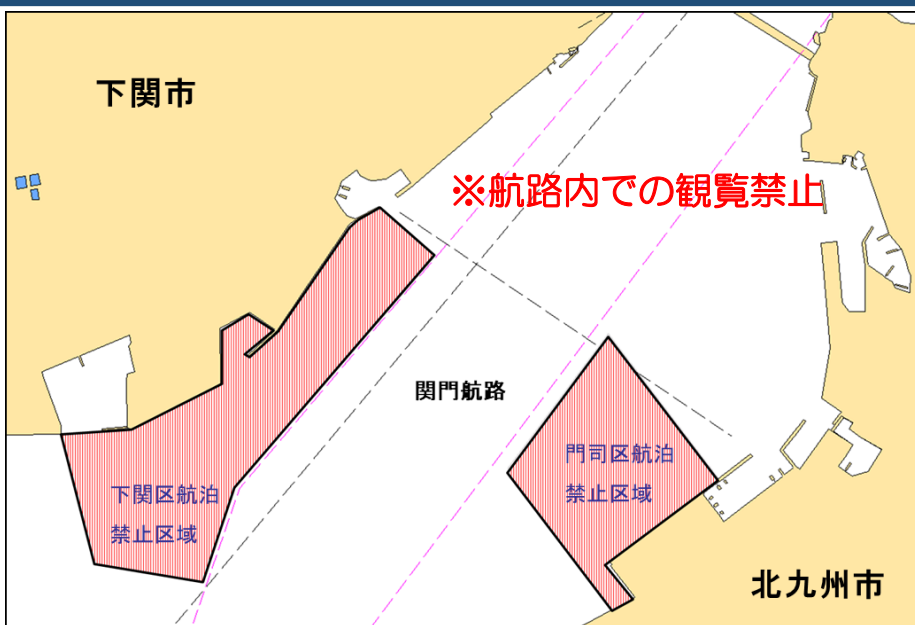 下関市
※航路内での観覧禁止
関門航路
門司区航泊
禁止区域
下関区航泊
禁止区域
北九州市